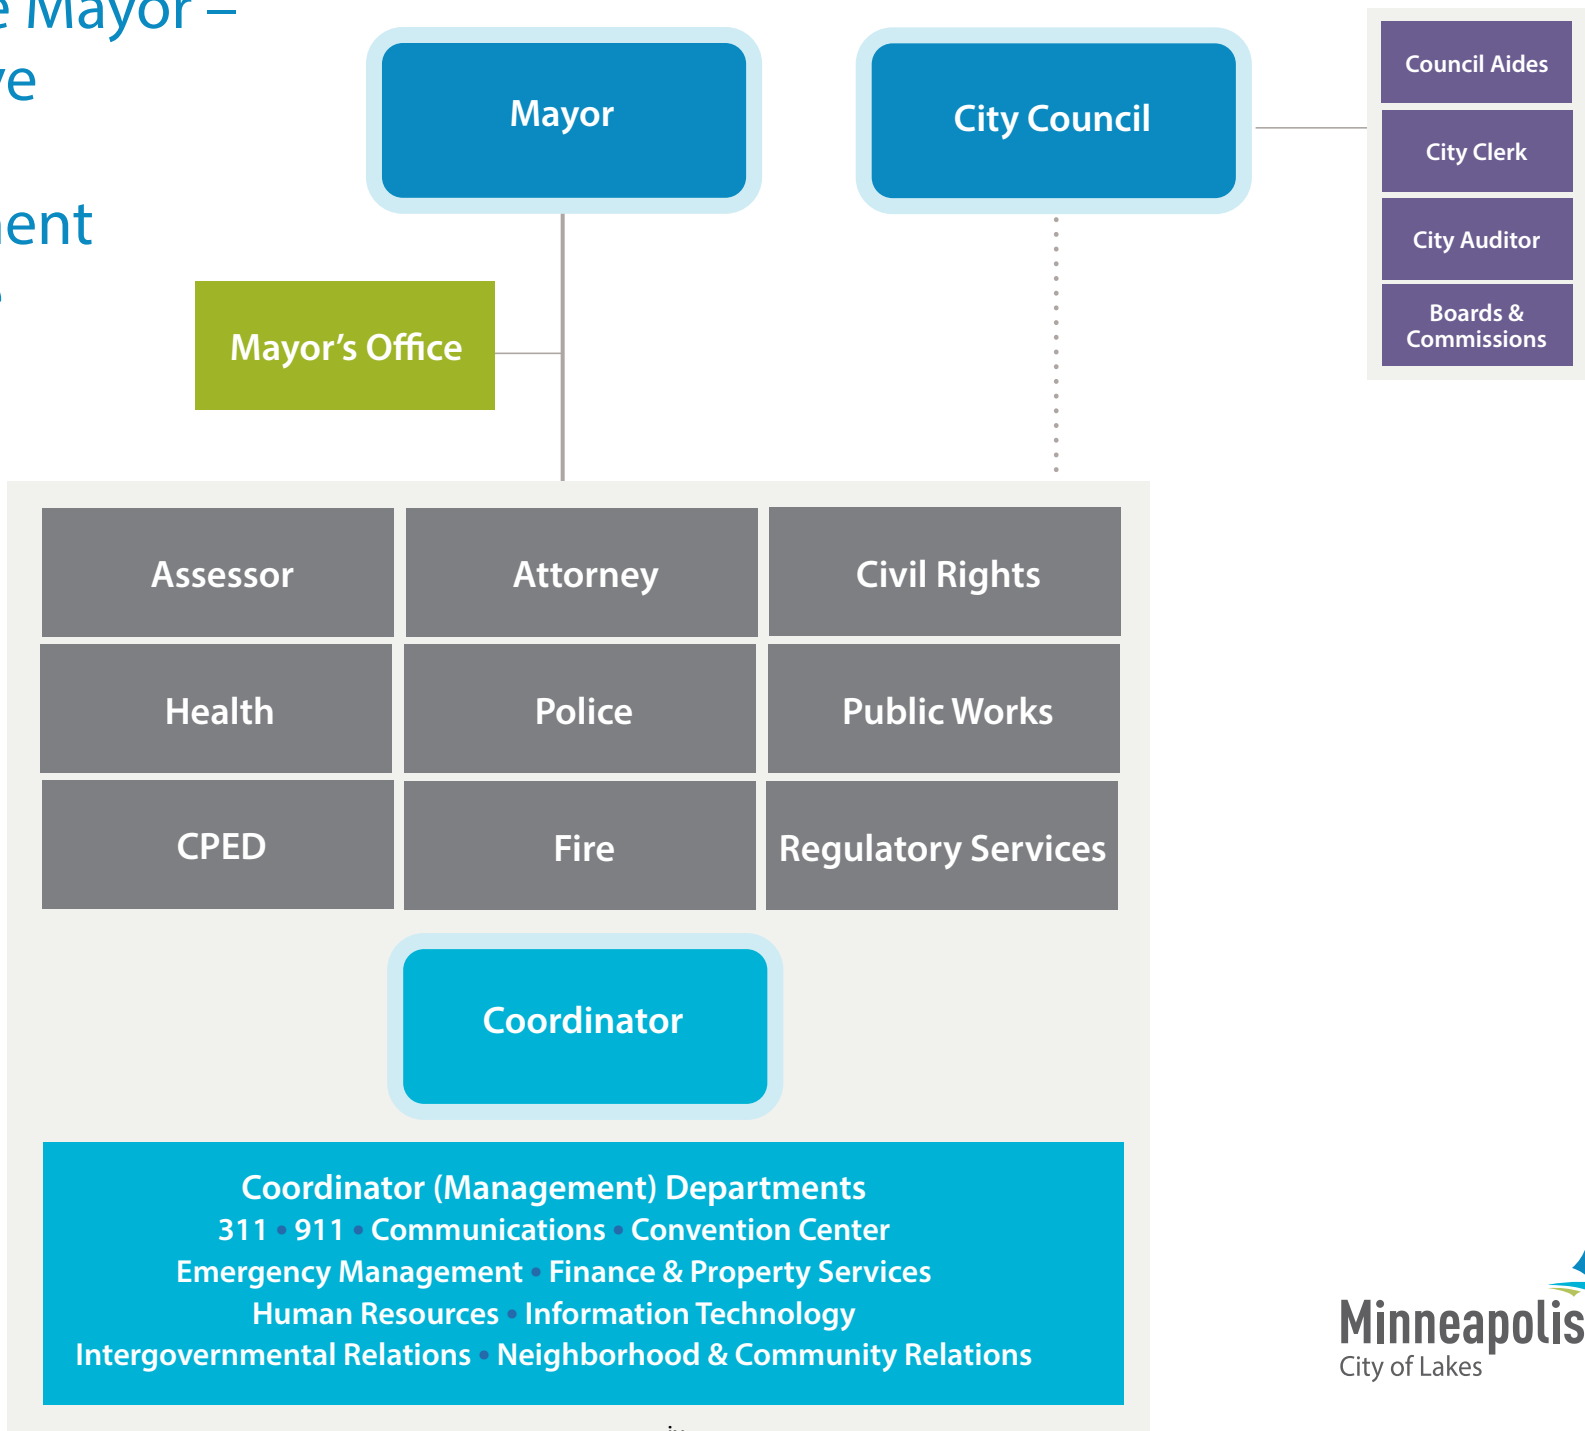 Mayor –
Mayor
City Council
Council Aides
City Clerk
City Auditor
Boards &
Commissions
Mayor's Office
Assessor
Attorney
Civil Rights
Health
Police
Public Works
CPED
Fire
Regulatory Services
Coordinator
Coordinator (Management) Departments
311 • 911 • Communications • Convention Center
Emergency Management • Finance & Property Services
Human Resources • Information Technology
Intergovernmental Relations • Neighborhood & Community Relations
Minneapolis
City of Lakes